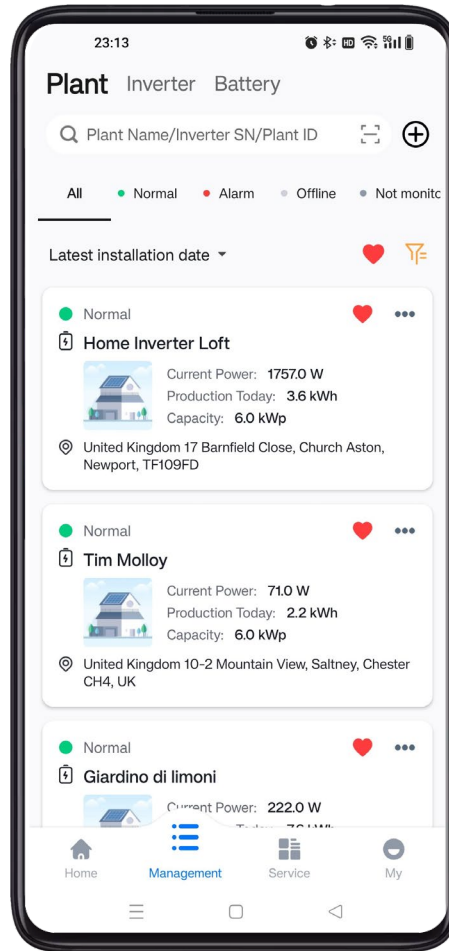 23:13
HD 5G
Plant Inverter Battery
Plant Name/Inverter SN/Plant ID
All Normal Alarm Offline Not monitc
Latest installation date
Normal
Home Inverter Loft
Current Power: 1757.0 W
Production Today: 3.6 kWh
Capacity: 6.0 kWp
United Kingdom 17 Barnfield Close, Church Aston,
Newport, TF109FD
Normal
Tim Molloy
Current Power: 71.0 W
Production Today: 2.2 kWh
Capacity: 6.0 kWp
United Kingdom 10-2 Mountain View, Saltney, Chester
CH4, UK
Normal
Giardino di limoni
Current Power: 222.0 W
Home Management Service My